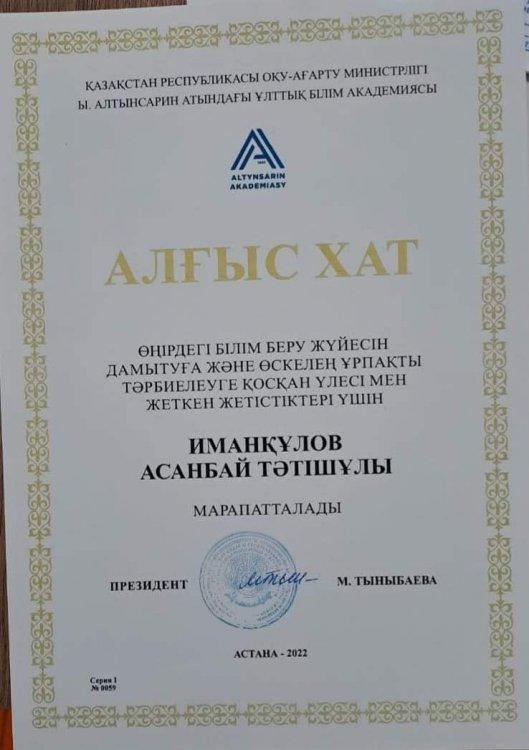 ҚАЗАҚСТАН РЕСПУБЛИКАСЫ ОҚУ-АҒАРТУ МИНИСТРЛІГІ
Ы. АЛТЫНСАРИН АТЫНДАҒЫ ҰЛТТЫҚ БІЛІМ АКАДЕМИЯСЫ
ALTYNSARIN
AKADEMIASY
АЛҒЫС ХАТ
ӨҢІРДЕГІ БІЛІМ БЕРУ ЖҮЙЕСІН
ДАМЫТУҒА ЖӘНЕ ӨСКЕЛЕҢ ҰРПАҚТЫ
ТӘРБИЕЛЕУГЕ ҚОСҚАН ҮЛЕСІ МЕН
ЖЕТКЕН ЖЕТІСТІКТЕРІ ҮШІН
ИМАНҚҰЛОВ
АСАНБАЙ ТӘТІШҰЛЫ
МАРАПАТТАЛАДЫ
ПРЕЗИДЕНТ М. ТЫНЫБАЕВА
АСТАНА - 2022
Серия I
№ 0059